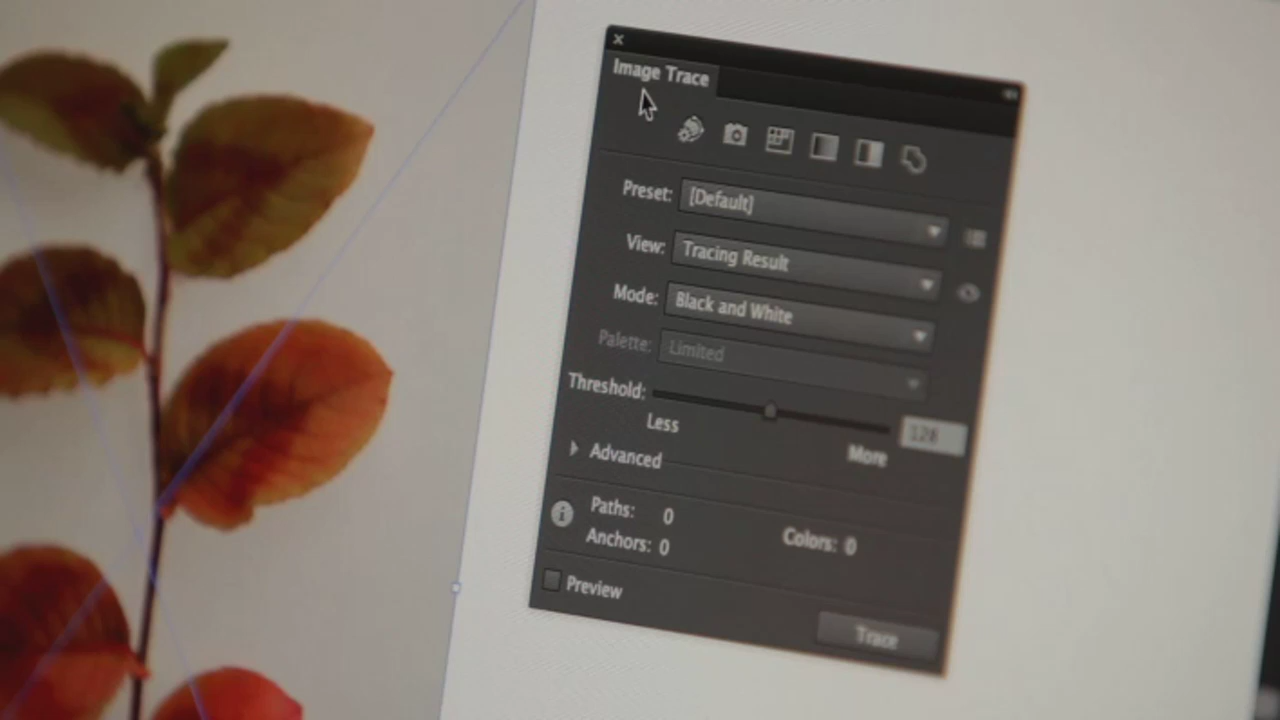 Image Trace
Preset: [Default]
View: Tracing Result
Mode: Black and White
Palette: Limited
Threshold: 128
Less More
Advanced
Paths: 0 Colors: 0
Anchors: 0
Preview
Trace